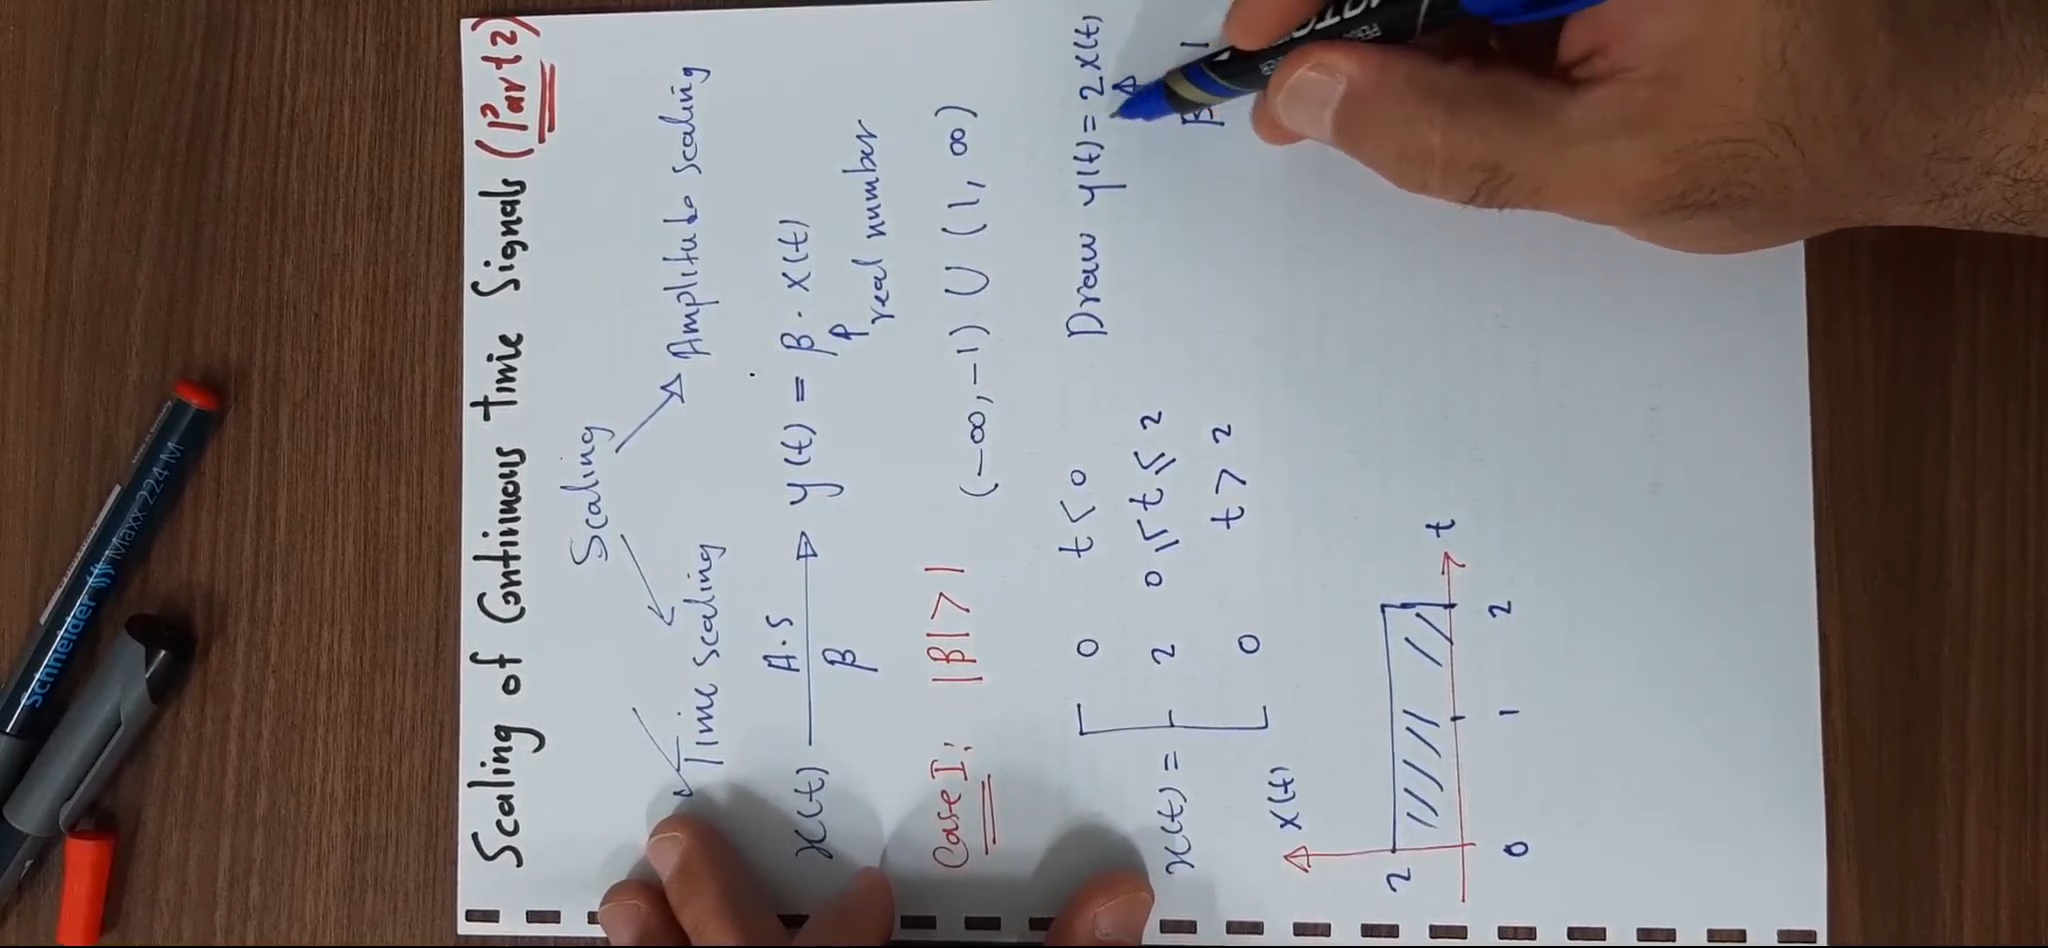 Scaling of Continuous Time Signals (Part 2)
Scaling
Time Scaling
Amplitude Scaling
x(t) A.S β y(t) = β . x(t)
real number
Case I: |β| > 1 (-∞, -1) ∪ (1, ∞)
x(t) = [ 0 t ≤ 0
2 0 ≤ t ≤ 2
0 t > 2
Draw y(t) = 2x(t)
β
x(t)
2
t
0 1 2
Schneider Maxx 224 M